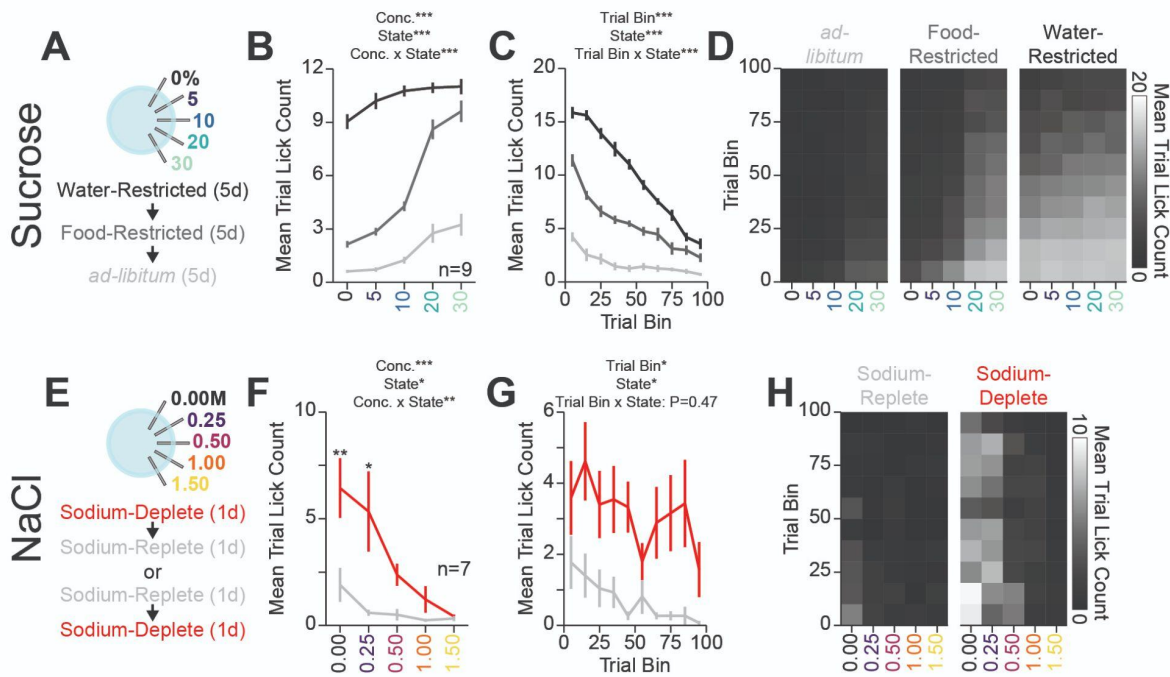 Sucrose
A
0%
5
10
20
30
Water-Restricted (5d)
Food-Restricted (5d)
ad-libitum (5d)
B
Conc.***
State***
Conc. x State***
Mean Trial Lick Count
12
9
6
3
0
n=9
0
5
10
20
30
C
Trial Bin***
State***
Trial Bin x State***
Mean Trial Lick Count
20
15
10
5
0
0
25
50
75
100
Trial Bin
D
ad-libitum
Food-Restricted
Water-Restricted
Trial Bin
100
75
50
25
0
0
5
10
20
30
0
5
10
20
30
0
5
10
20
30
20
0
Mean Trial Lick Count
NaCl
E
0.00M
0.25
0.50
1.00
1.50
Sodium-Deplete (1d)
Sodium-Replete (1d)
or
Sodium-Replete (1d)
Sodium-Deplete (1d)
F
Conc.***
State*
Conc. x State**
Mean Trial Lick Count
10
5
0
**
*
n=7
0.00
0.25
0.50
1.00
1.50
G
Trial Bin*
State*
Trial Bin x State: P=0.47
Mean Trial Lick Count
6
4
2
0
0
25
50
75
100
Trial Bin
H
Sodium-Replete
Sodium-Deplete
Trial Bin
100
75
50
25
0
0.00
0.25
0.50
1.00
1.50
0.00
0.25
0.50
1.00
1.50
10
0
Mean Trial Lick Count